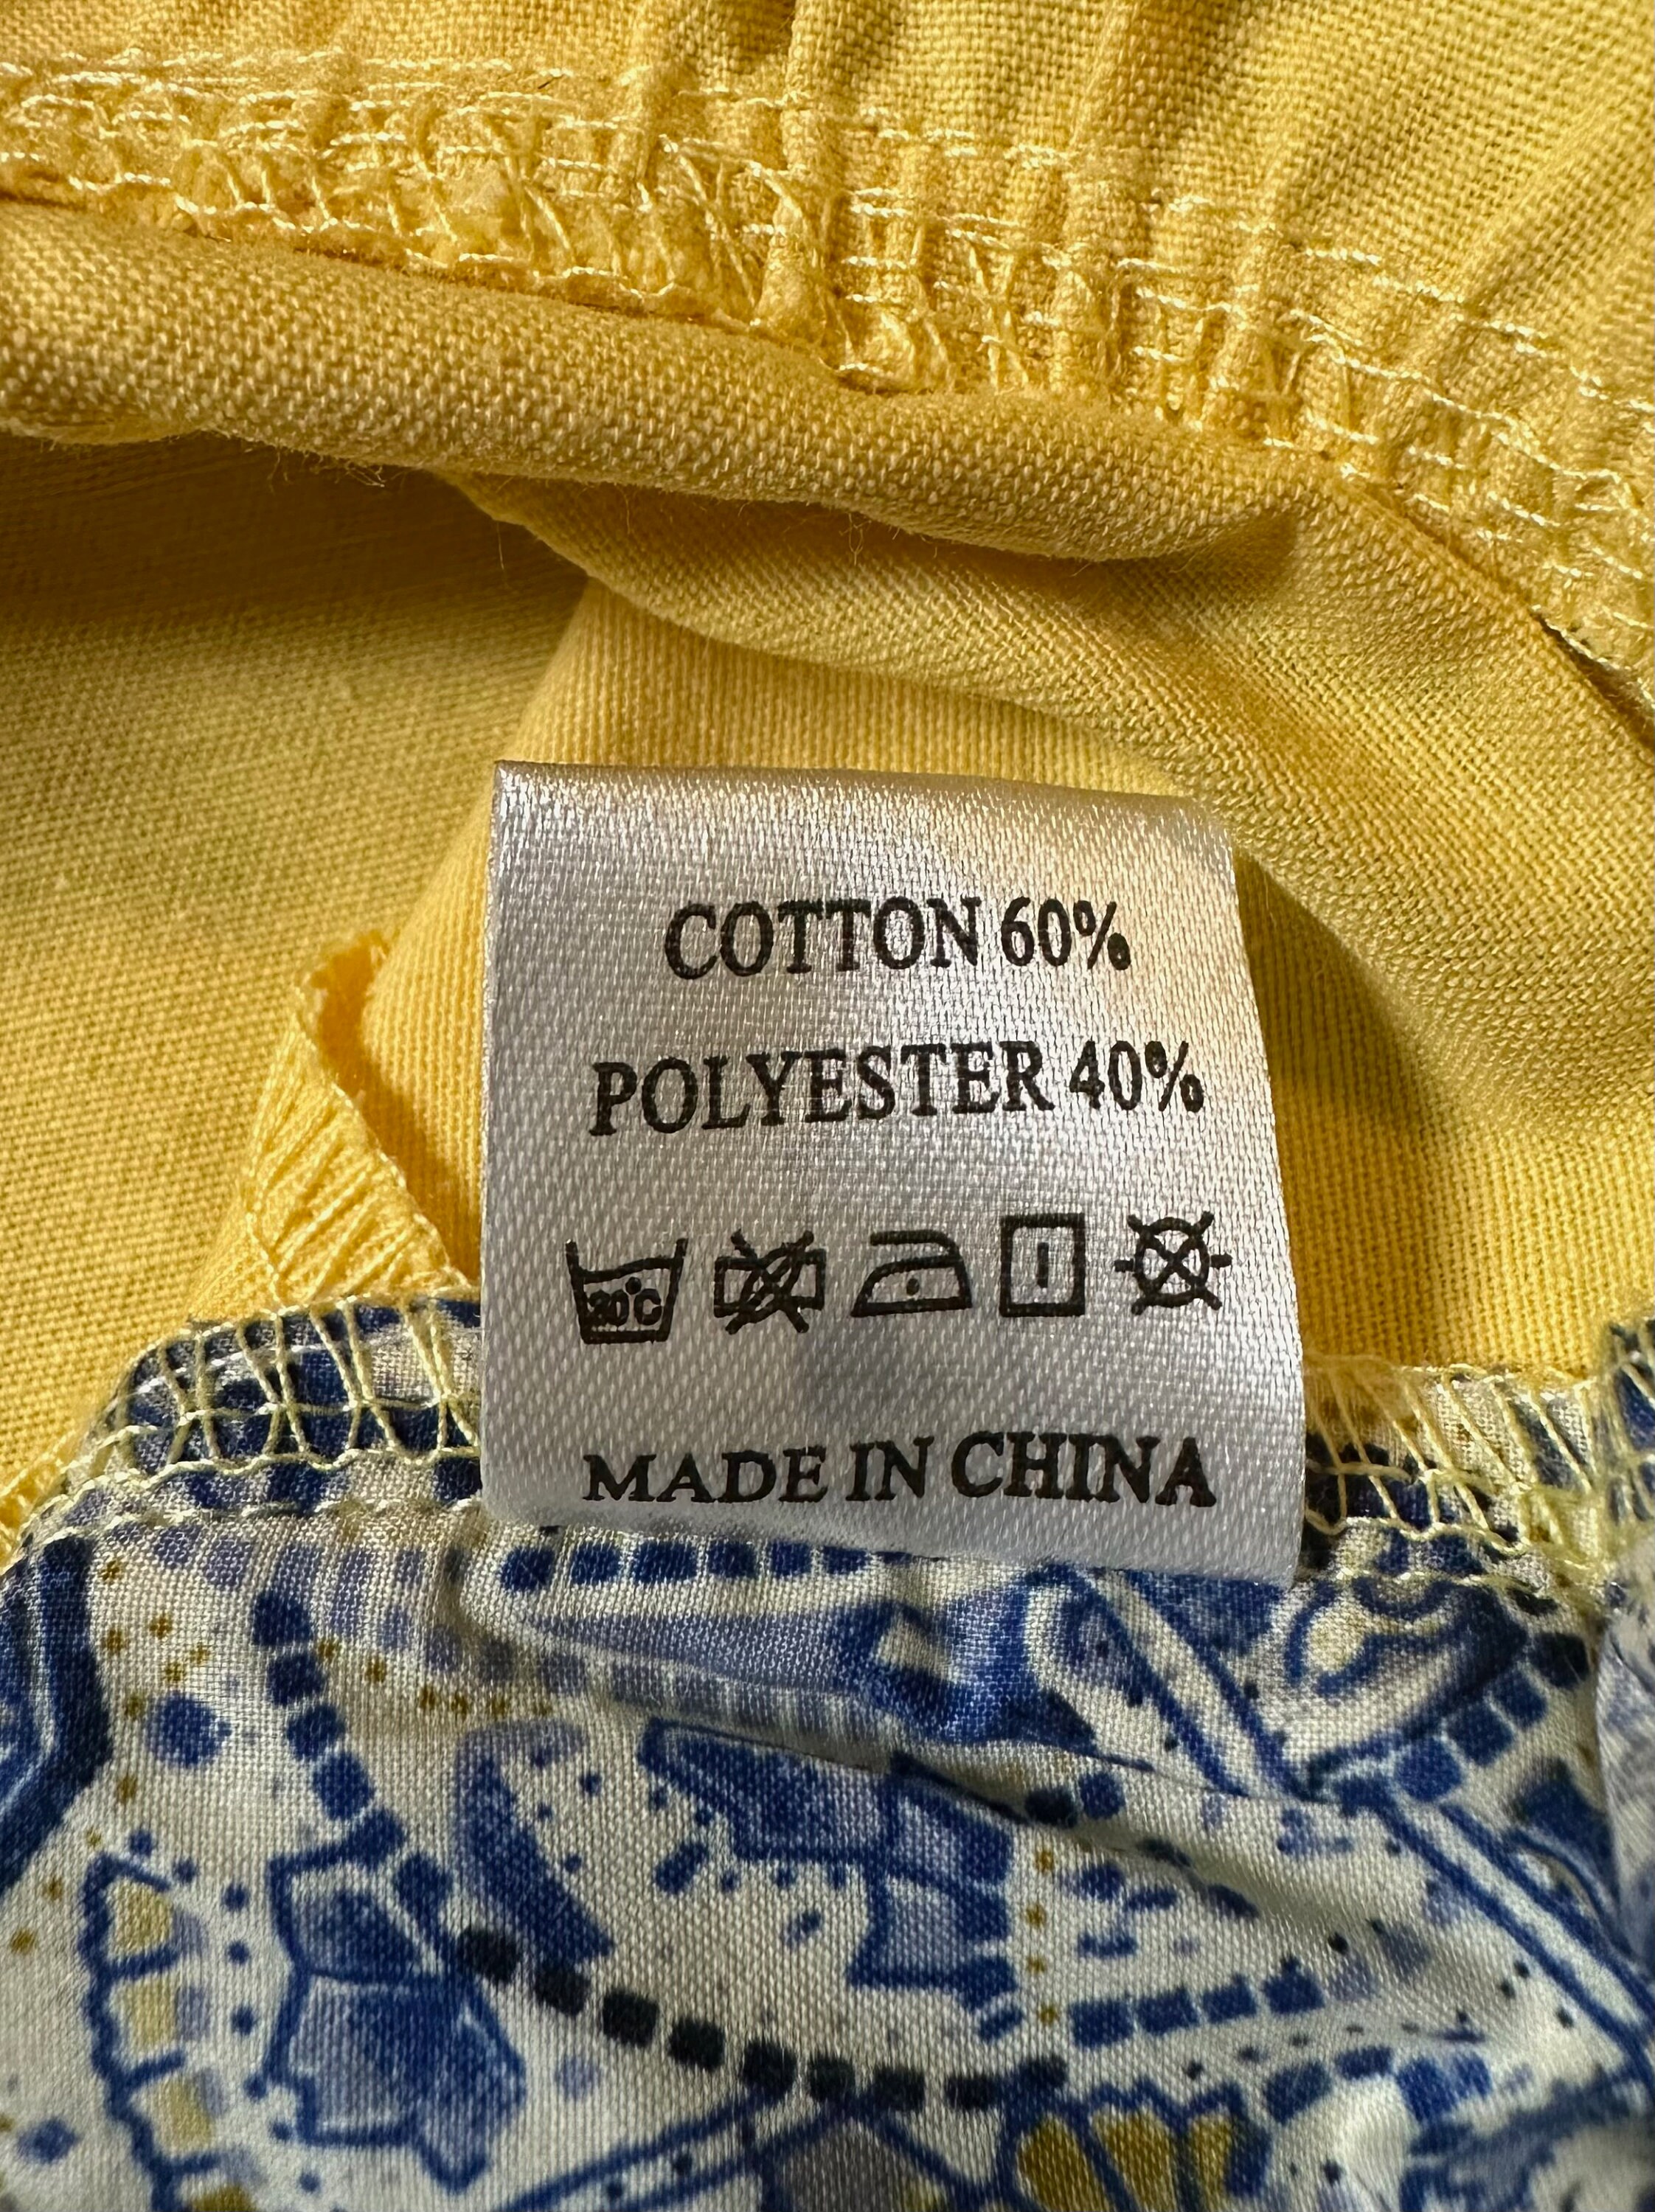 COTTON 60%
POLYESTER 40%
30°C
MADE IN CHINA